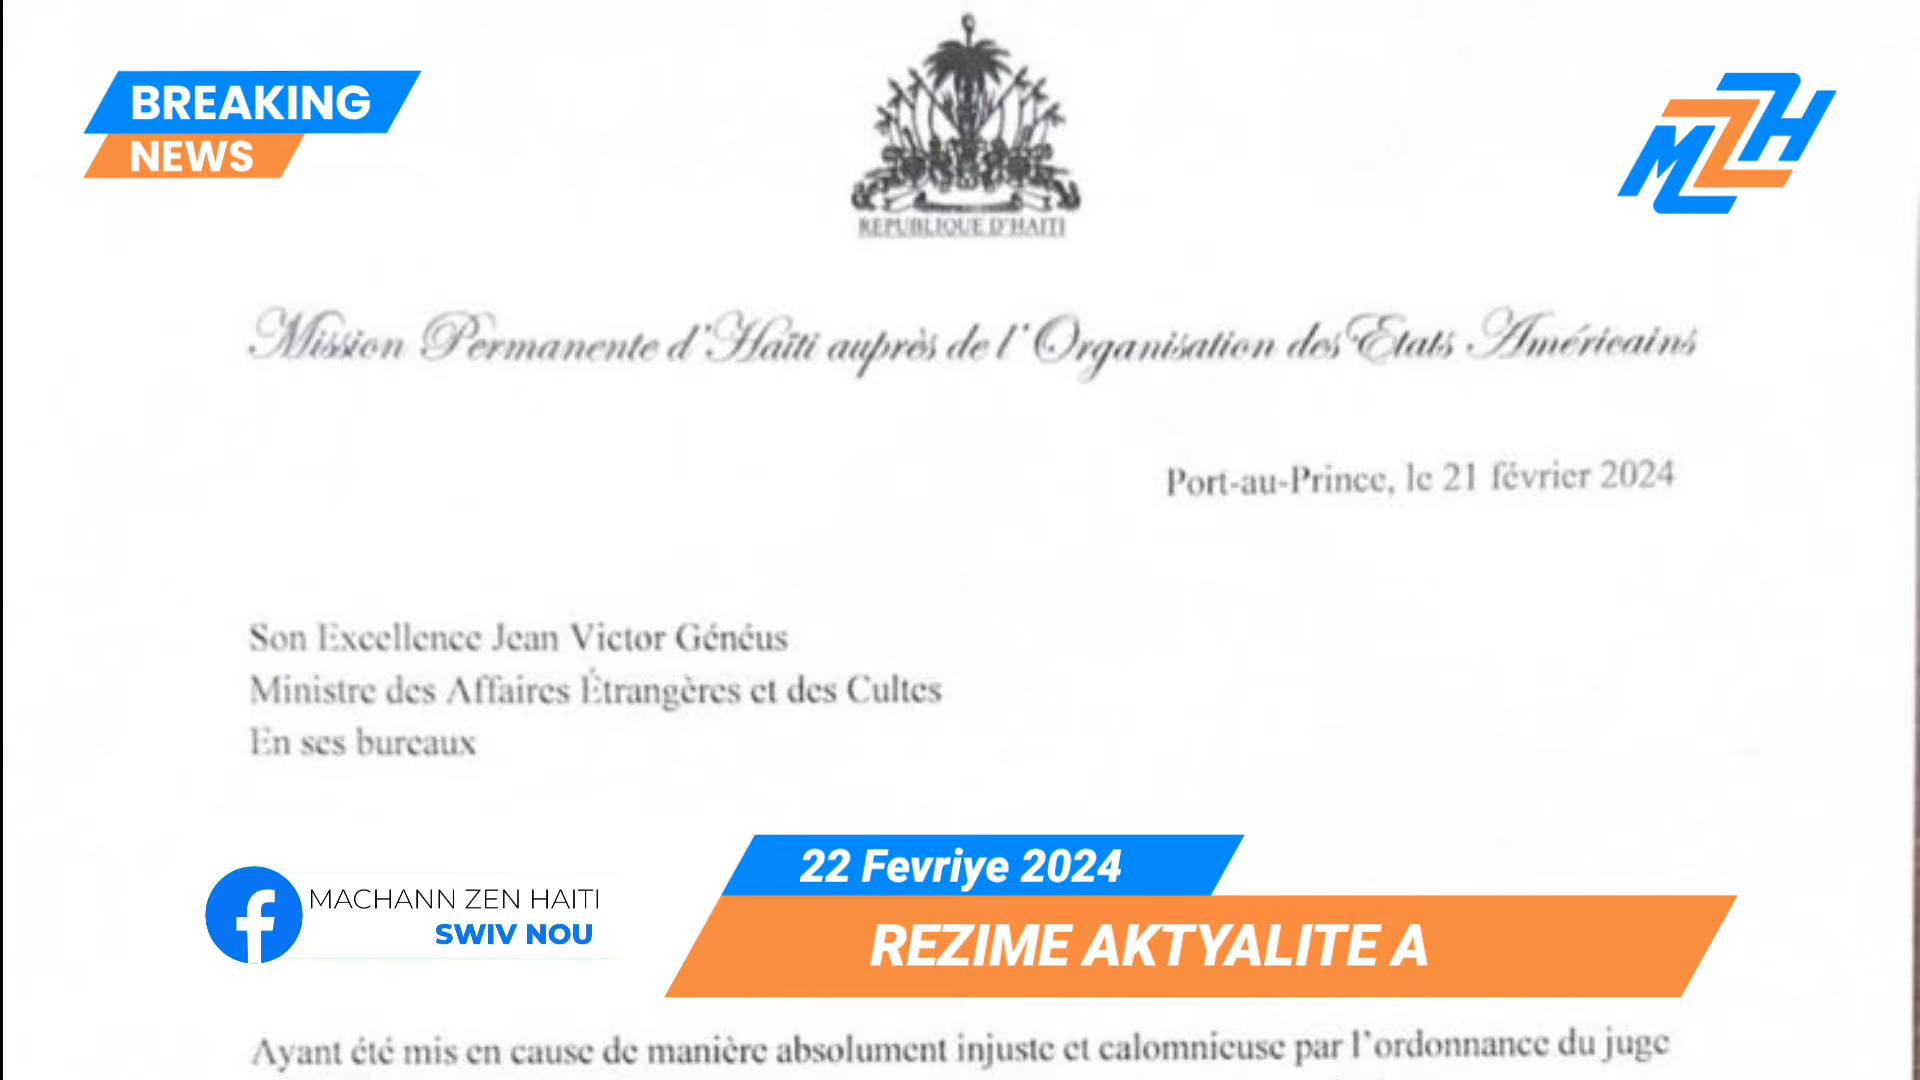 BREAKING
NEWS
MZH
REPUBLIQUE D'HAITI
Mission Permanente d'Haïti auprès de l'Organisation des Etats Américains
Port-au-Prince, le 21 février 2024
Son Excellence Jean Victor Généus
Ministre des Affaires Étrangères et des Cultes
En ses bureaux
22 Fevriye 2024
MACHANN ZEN HAITI
SWIV NOU
REZIME AKTYALITE A
Ayant été mis en cause de manière absolument injuste et calomnieuse par l'ordonnance du juge